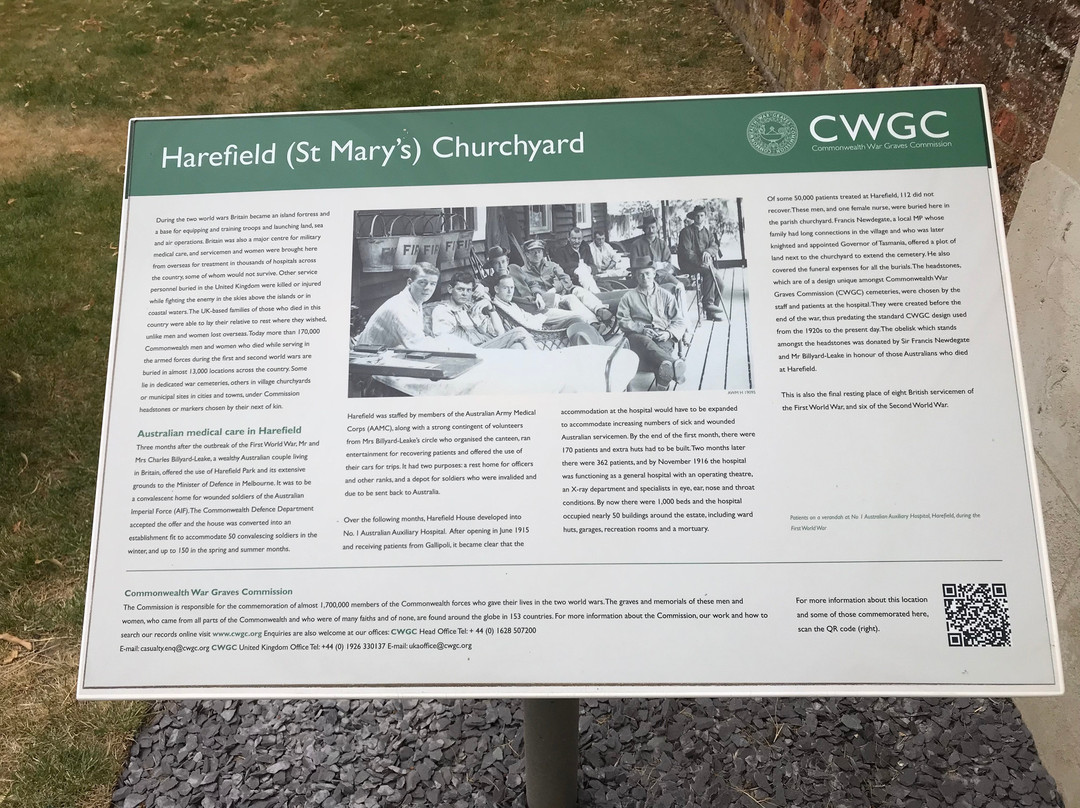 Harefield (St Mary's) Churchyard
CWGC
Commonwealth War Graves Commission
During the two world wars Britain became an island fortress and
a base for equipping and training troops and launching land, sea
and air operations. Britain was also a major centre for military
medical care, and servicemen and women were brought here
from overseas for treatment in thousands of hospitals across
the country, some of whom would not survive. Other service
personnel buried in the United Kingdom were killed or injured
while fighting the enemy in the skies above the islands or in
coastal waters. The UK-based families of those who died in this
country were able to lay their relative to rest where they wished,
unlike men and women lost overseas. Today more than 170,000
Commonwealth men and women who died while serving in
the armed forces during the first and second world wars are
buried in almost 13,000 locations across the country. Some
lie in dedicated war cemeteries, others in village churchyards
or municipal sites in cities and towns, under Commission
headstones or markers chosen by their next of kin.
Australian medical care in Harefield
Three months after the outbreak of the First World War, Mr and
Mrs Charles Billyard-Leake, a wealthy Australian couple living
in Britain, offered the use of Harefield Park and its extensive
grounds to the Minister of Defence in Melbourne. It was to be
a convalescent home for wounded soldiers of the Australian
Imperial Force (AIF). The Commonwealth Defence Department
accepted the offer and the house was converted into an
establishment fit to accommodate 50 convalescing soldiers in the
winter, and up to 150 in the spring and summer months.
FIRE FIRE
Harefield was staffed by members of the Australian Army Medical
Corps (AAMC), along with a strong contingent of volunteers
from Mrs Billyard-Leake's circle who organised the canteen, ran
entertainment for recovering patients and offered the use of
their cars for trips. It had two purposes: a rest home for officers
and other ranks, and a depot for soldiers who were invalided and
due to be sent back to Australia.
Over the following months, Harefield House developed into
No. 1 Australian Auxiliary Hospital. After opening in June 1915
and receiving patients from Gallipoli, it became clear that the
accommodation at the hospital would have to be expanded
to accommodate increasing numbers of sick and wounded
Australian servicemen. By the end of the first month, there were
170 patients and extra huts had to be built. Two months later
there were 362 patients, and by November 1916 the hospital
was functioning as a general hospital with an operating theatre,
an X-ray department and specialists in eye, ear, nose and throat
conditions. By now there were 1,000 beds and the hospital
occupied nearly 50 buildings around the estate, including ward
huts, garages, recreation rooms and a mortuary.
Of some 50,000 patients treated at Harefield, 112 did not
recover. These men, and one female nurse, were buried here in
the parish churchyard. Francis Newdegate, a local MP whose
family had long connections in the village and who was later
knighted and appointed Governor of Tasmania, offered a plot of
land next to the churchyard to extend the cemetery. He also
covered the funeral expenses for all the burials. The headstones,
which are of a design unique amongst Commonwealth War
Graves Commission (CWGC) cemeteries, were chosen by the
staff and patients at the hospital. They were created before the
end of the war, thus predating the standard CWGC design used
from the 1920s to the present day. The obelisk which stands
amongst the headstones was donated by Sir Francis Newdegate
and Mr Billyard-Leake in honour of those Australians who died
at Harefield.
This is also the final resting place of eight British servicemen of
the First World War, and six of the Second World War.
Patients on a verandah at No. 1 Australian Auxiliary Hospital, Harefield, during the
First World War
Commonwealth War Graves Commission
The Commission is responsible for the commemoration of almost 1,700,000 members of the Commonwealth forces who gave their lives in the two world wars. The graves and memorials of these men and
women, who came from all parts of the Commonwealth and who were of many faiths and of none, are found around the globe in 153 countries. For more information about the Commission, our work and how to
search our records online visit www.cwgc.org Enquiries are also welcome at our offices: CWGC Head Office Tel: + 44 (0) 1628 507200
E-mail: casualty.enq@cwgc.org CWGC United Kingdom Office Tel: +44 (0) 1926 330137 E-mail: ukaoffice@cwgc.org
For more information about this location
and some of those commemorated here,
scan the QR code (right).